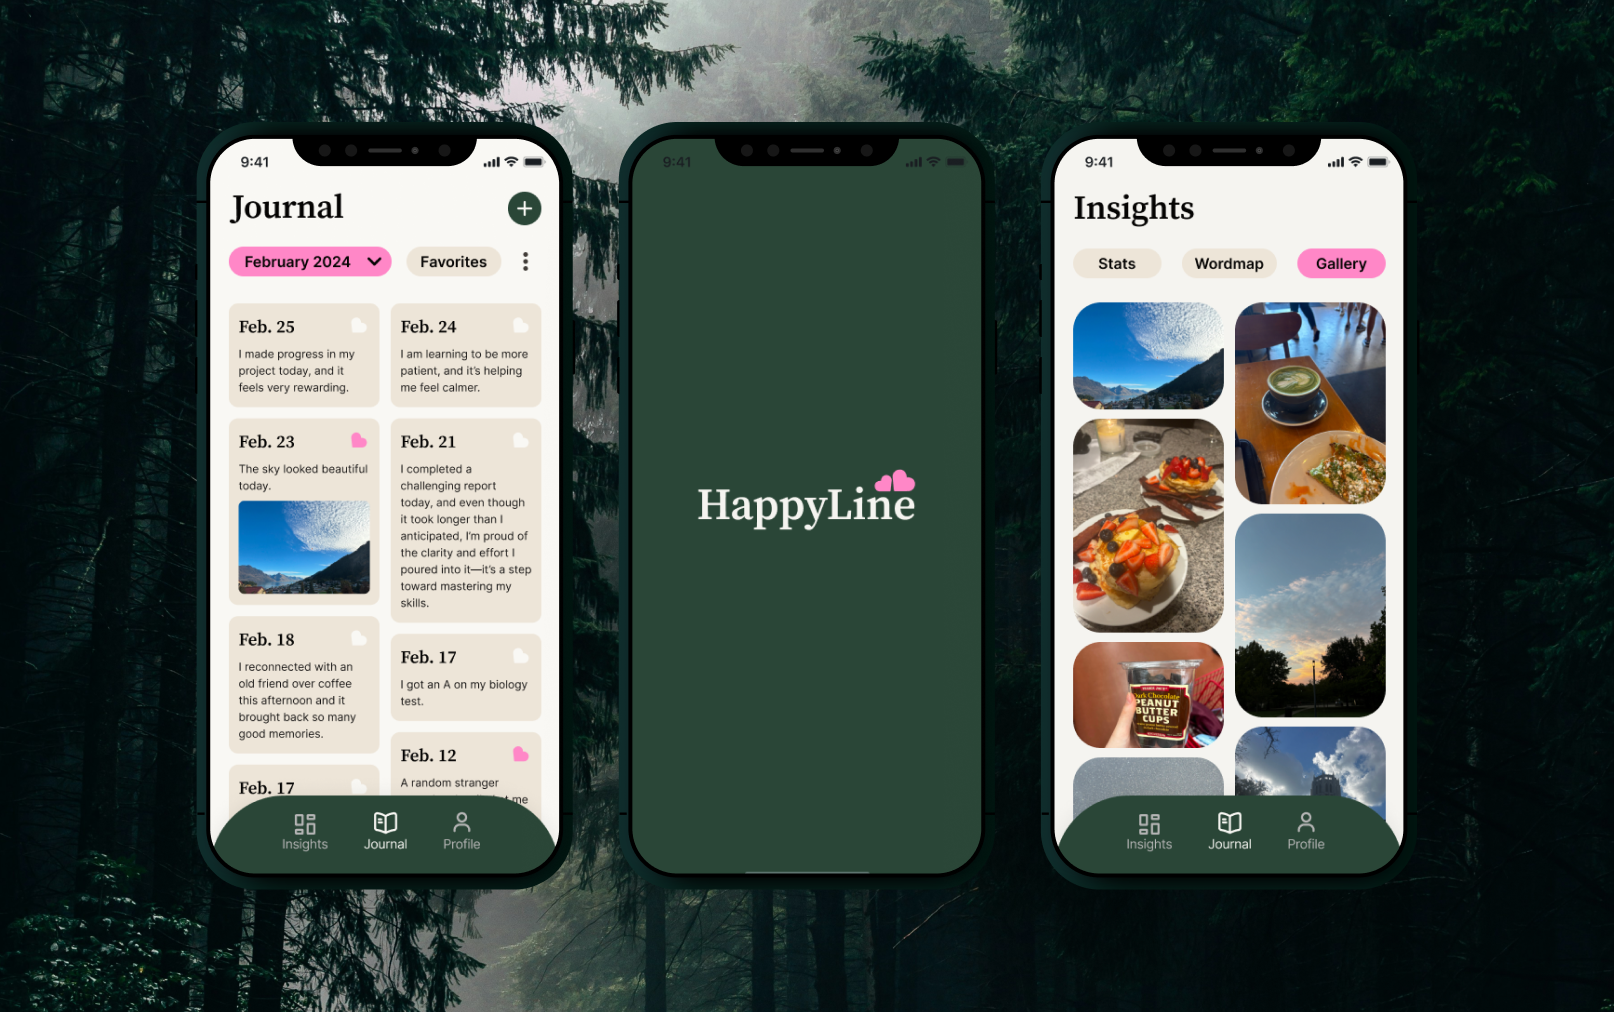 9:41
Journal
February 2024
Favorites
Feb. 25
I made progress in my
project today, and it
feels very rewarding.
Feb. 24
I am learning to be more
patient, and it's helping
me feel calmer.
Feb. 23
The sky looked beautiful
today.
Feb. 21
I completed a
challenging report
today, and even though
it took longer than I
anticipated, I'm proud of
the clarity and effort I
poured into it—it's a step
toward mastering my
skills.
Feb. 18
I reconnected with an
old friend over coffee
this afternoon and it
brought back so many
good memories.
Feb. 17
I got an A on my biology
test.
Feb. 12
A random stranger
me
Feb. 17
Insights
Journal
Profile
9:41
HappyLine
9:41
Insights
Stats
Wordmap
Gallery
Dark Chocolate
PEANUT
BUTTER
CUPS
Insights
Journal
Profile